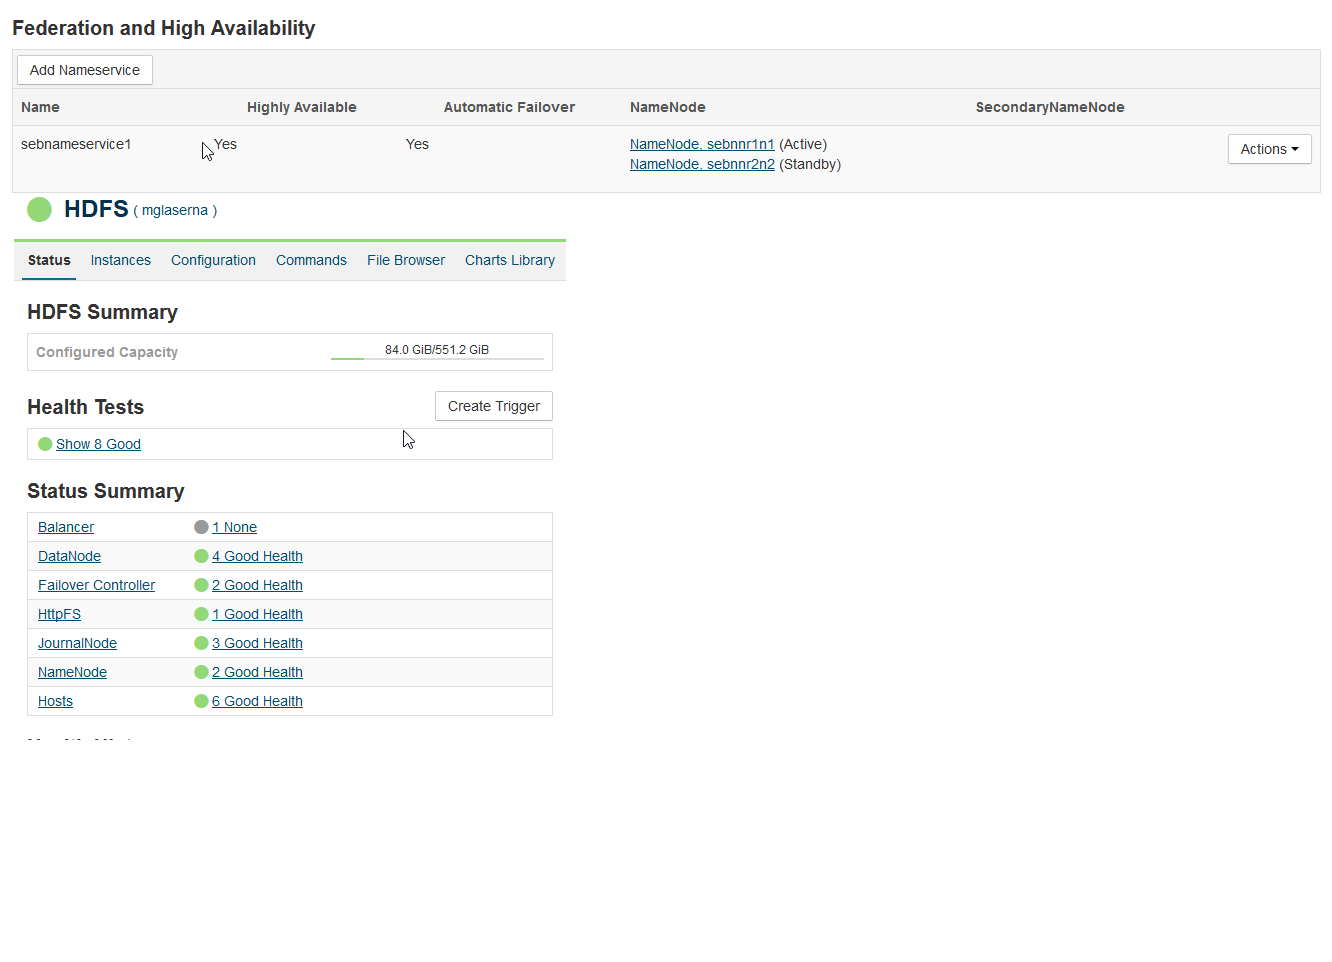 Federation and High Availability
Add Nameservice
Name Highly Available Automatic Failover NameNode SecondaryNameNode
sebnameservice1 Yes Yes NameNode, sebnnr1n1 (Active) Actions
NameNode, sebnnr2n2 (Standby)
HDFS ( mglaserna )
Status Instances Configuration Commands File Browser Charts Library
HDFS Summary
Configured Capacity 84.0 GiB/551.2 GiB
Health Tests Create Trigger
Show 8 Good
Status Summary
Balancer 1 None
DataNode 4 Good Health
Failover Controller 2 Good Health
HttpFS 1 Good Health
JournalNode 3 Good Health
NameNode 2 Good Health
Hosts 6 Good Health